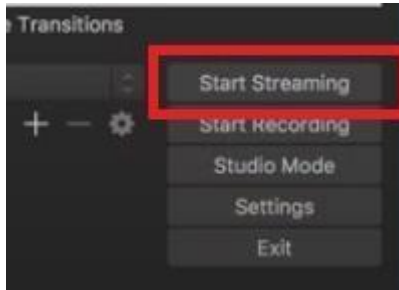 e Transitions
Start Streaming
Start Recording
Studio Mode
Settings
Exit